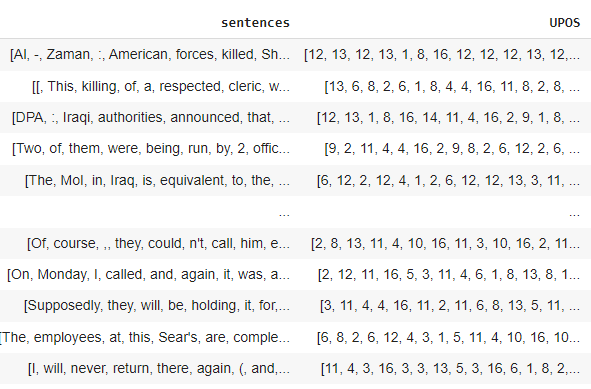 sentences UPOS
[Al, -, Zaman, :, American, forces, killed, Sh... [12, 13, 12, 13, 1, 8, 16, 12, 12, 12, 13, 12,...
[[, This, killing, of, a, respected, cleric, w... [13, 6, 8, 2, 6, 1, 8, 4, 4, 16, 11, 8, 2, 8, ...
[DPA, :, Iraqi, authorities, announced, that, ... [12, 13, 1, 8, 16, 14, 11, 4, 16, 2, 9, 1, 8, ...
[Two, of, them, were, being, run, by, 2, offic... [9, 2, 11, 4, 4, 16, 2, 9, 8, 2, 6, 12, 2, 6, ...
[The, MoI, in, Iraq, is, equivalent, to, the, ... [6, 12, 2, 12, 4, 1, 2, 6, 12, 12, 13, 3, 11, ...
... ...
[Of, course, ,, they, could, n't, call, him, e... [2, 8, 13, 11, 4, 10, 16, 11, 3, 10, 16, 2, 11...
[On, Monday, I, called, and, again, it, was, a... [2, 12, 11, 16, 5, 3, 11, 4, 6, 1, 8, 13, 8, 1...
[Supposedly, they, will, be, holding, it, for,... [3, 11, 4, 4, 16, 11, 2, 11, 6, 8, 13, 5, 11, ...
[The, employees, at, this, Sear's, are, comple... [6, 8, 2, 6, 12, 4, 3, 1, 5, 11, 4, 10, 16, 10...
[I, will, never, return, there, again, (, and,... [11, 4, 3, 16, 3, 3, 13, 5, 3, 16, 6, 1, 8, 2,...